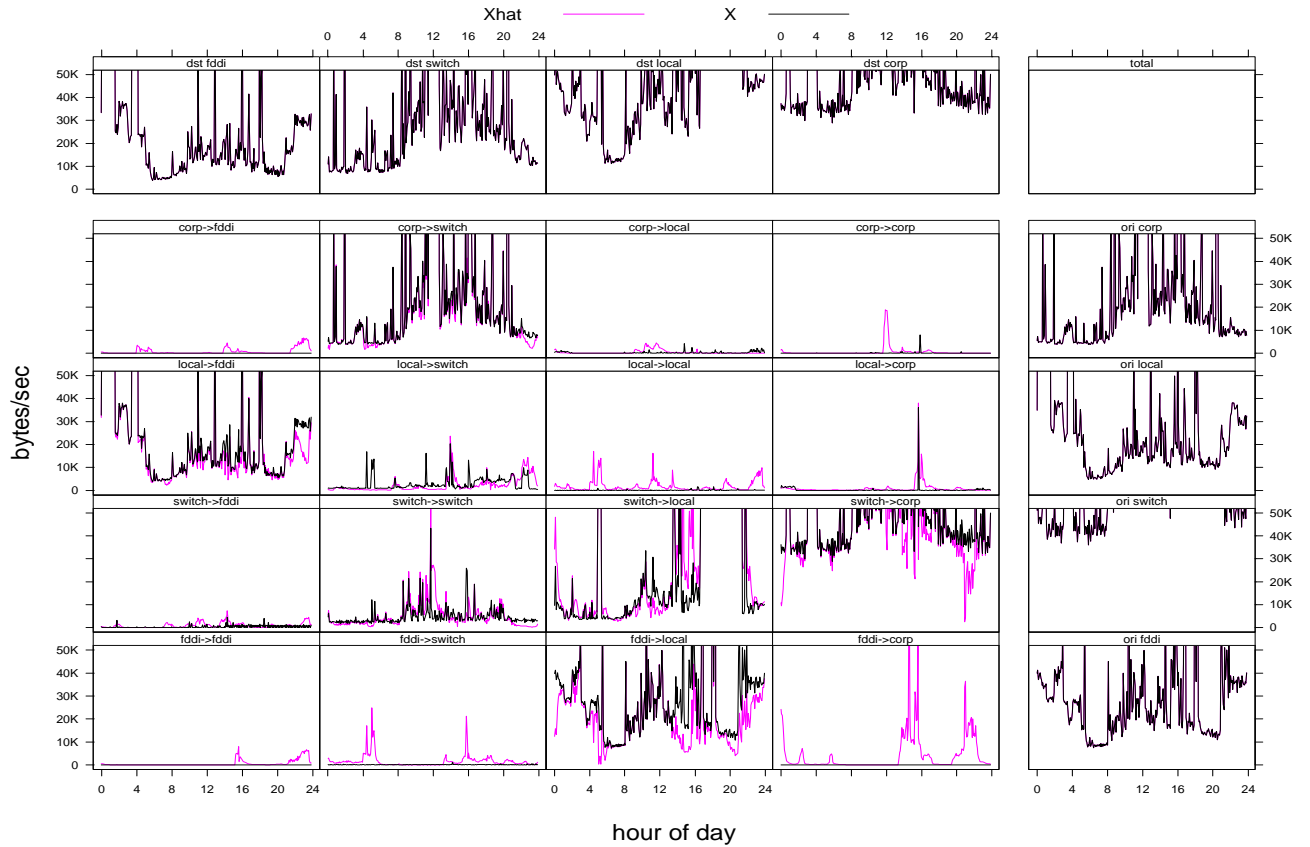 Xhat X
0 4 8 12 16 20 24 0 4 8 12 16 20 24
dst fddi dst switch dst local dst corp total
50K
40K
30K
20K
10K
0
corp->fddi corp->switch corp->local corp->corp ori corp
50K
40K
30K
20K
10K
0
local->fddi local->switch local->local local->corp ori local
50K
40K
30K
20K
10K
0
switch->fddi switch->switch switch->local switch->corp ori switch
50K
40K
30K
20K
10K
0
fddi->fddi fddi->switch fddi->local fddi->corp ori fddi
50K
40K
30K
20K
10K
0
0 4 8 12 16 20 24 0 4 8 12 16 20 24 0 4 8 12 16 20 24
bytes/sec
hour of day